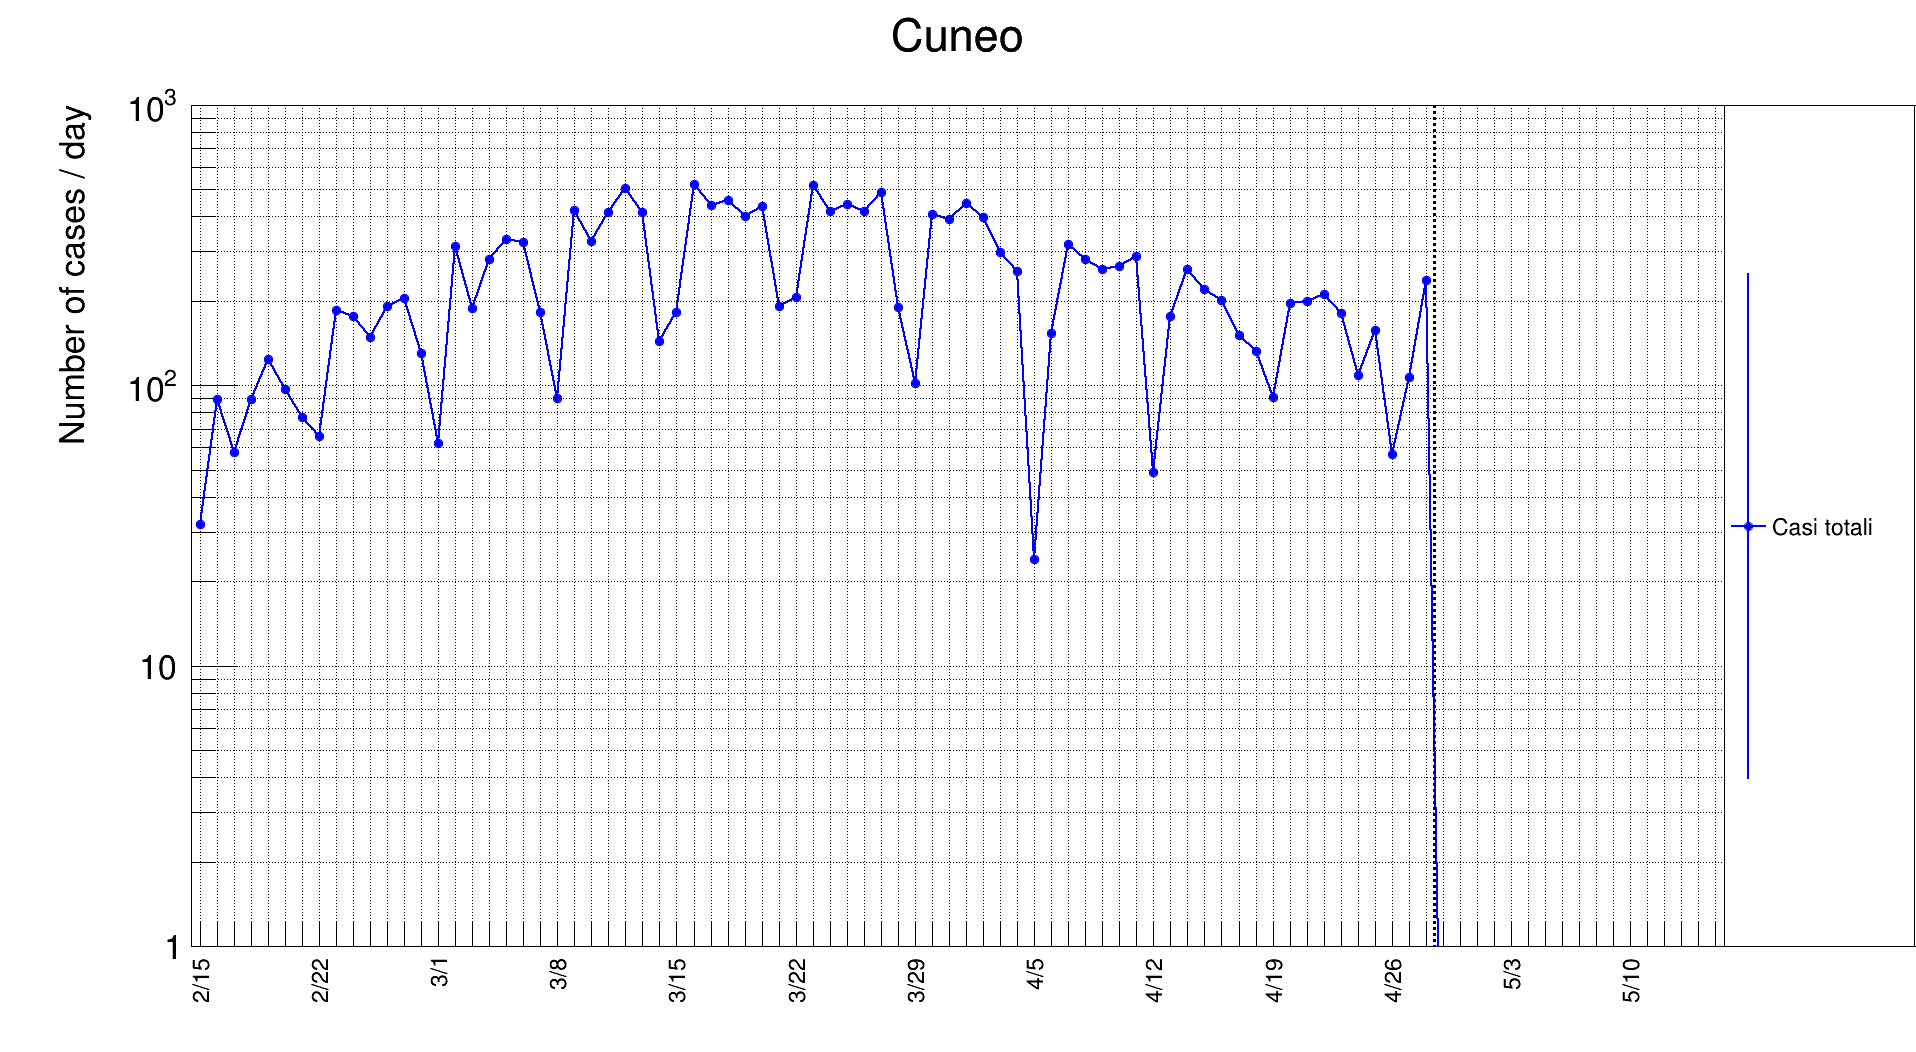 Cuneo
Number of cases / day
10³
10²
10
1
2/15 2/22 3/1 3/8 3/15 3/22 3/29 4/5 4/12 4/19 4/26 5/3 5/10
Casi totali